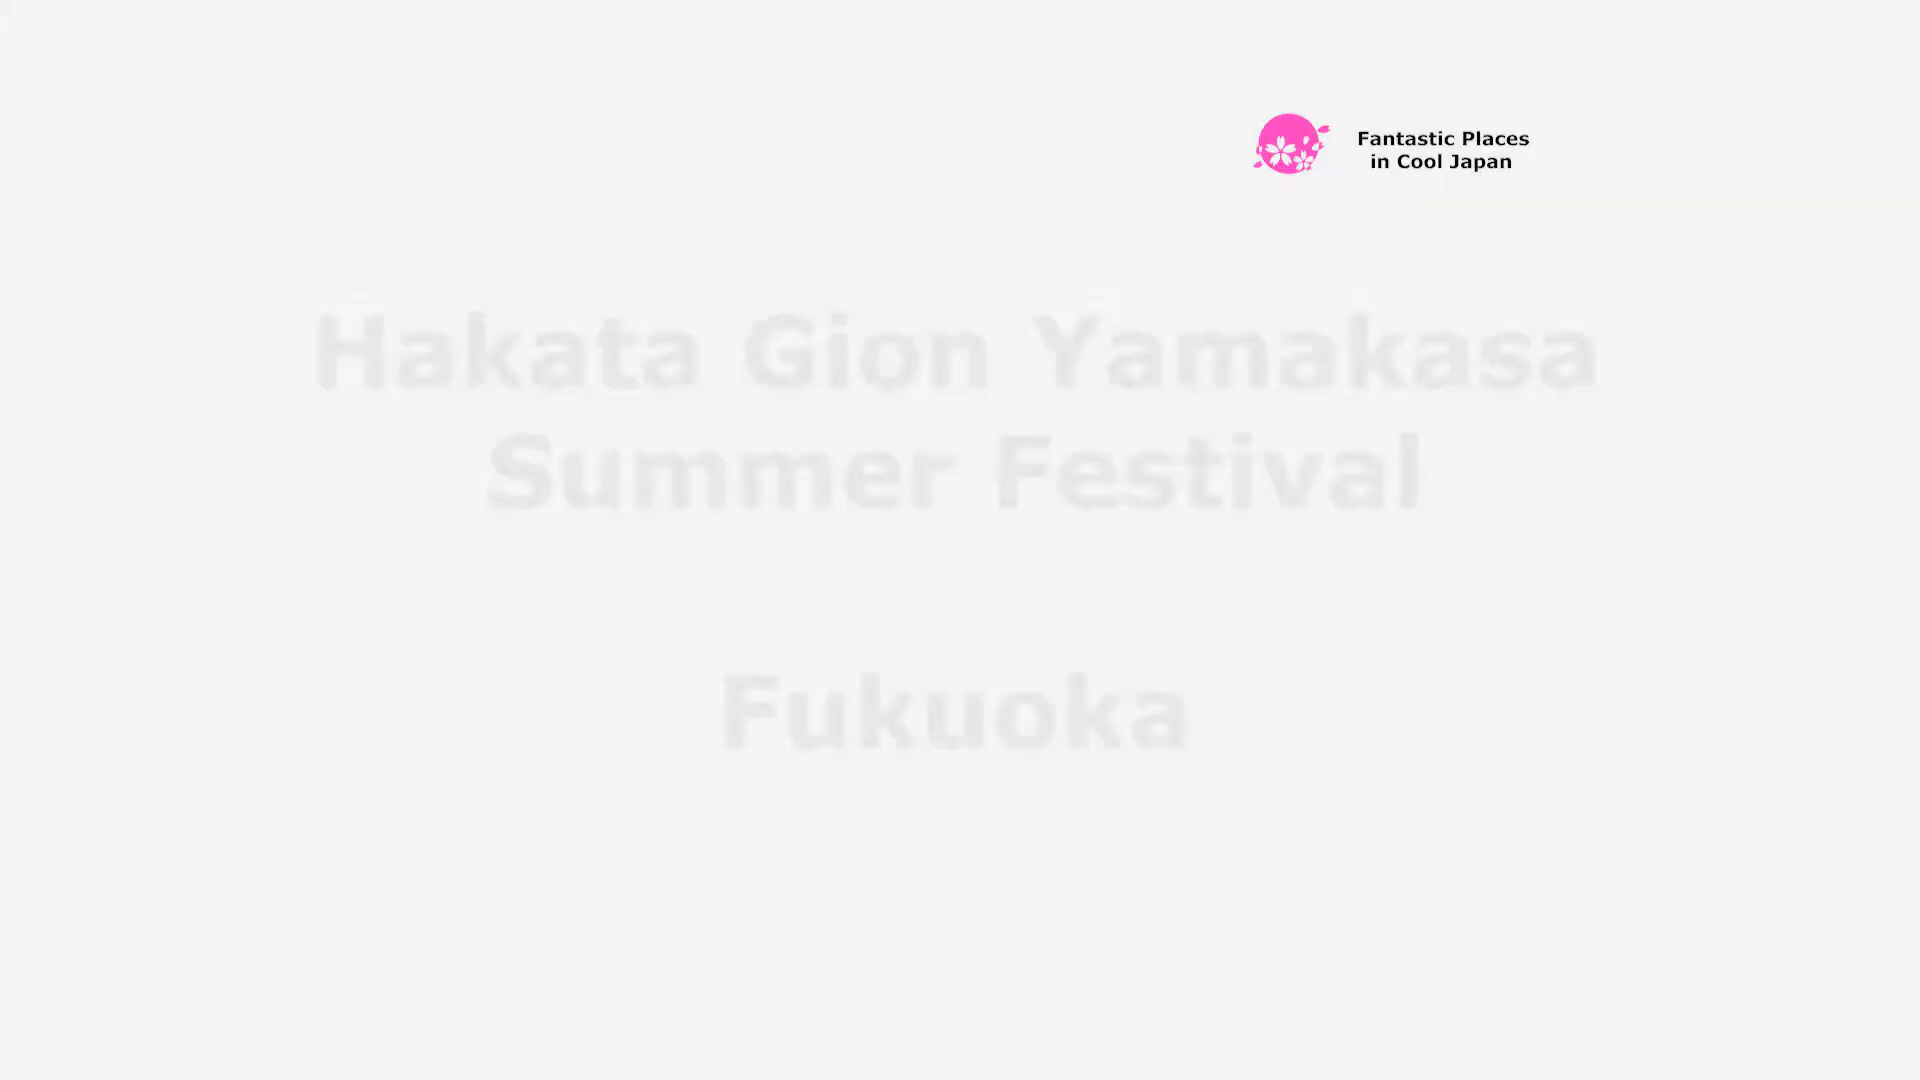 Fantastic Places
in Cool Japan
Hakata Gion Yamakasa
Summer Festival
Fukuoka